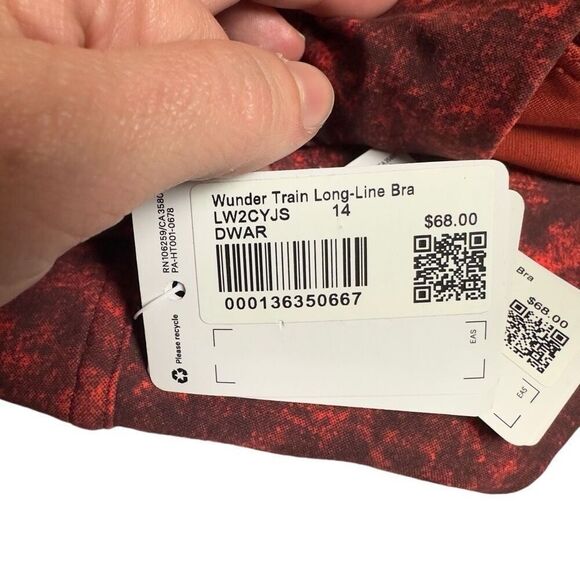 Wunder Train Long-Line Bra
LW2CYJS 14
DWAR
$68.00
000136350667
RN106259/CA3580
PA-HT001-0678
Please recycle
EAS
Bra
$68.00
EAS